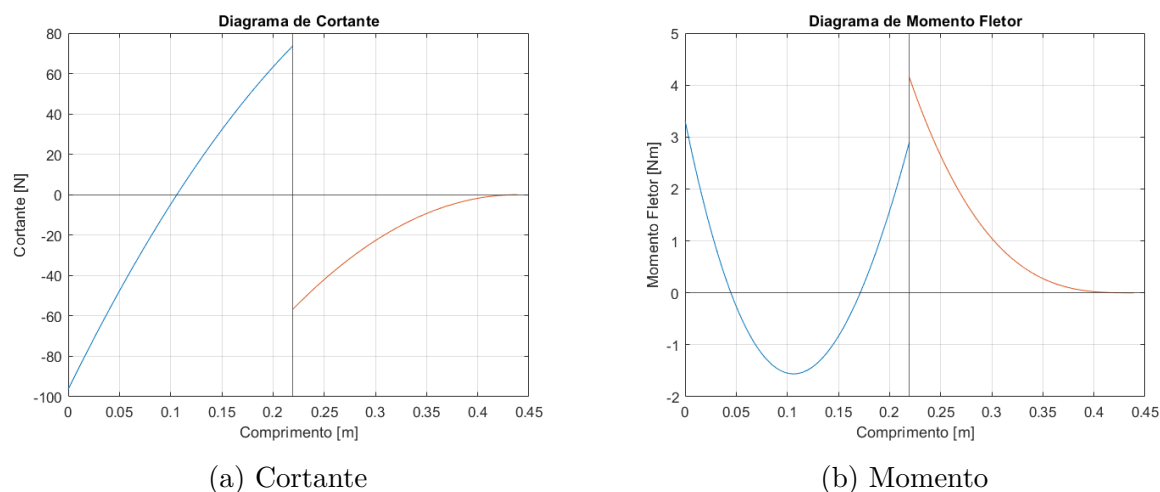 Diagrama de Cortante
80
60
40
20
0
-20
-40
-60
-80
-100
Cortante [N]
0 0.05 0.1 0.15 0.2 0.25 0.3 0.35 0.4 0.45
Comprimento [m]
(a) Cortante
Diagrama de Momento Fletor
5
4
3
2
1
0
-1
-2
Momento Fletor [Nm]
0 0.05 0.1 0.15 0.2 0.25 0.3 0.35 0.4 0.45
Comprimento [m]
(b) Momento